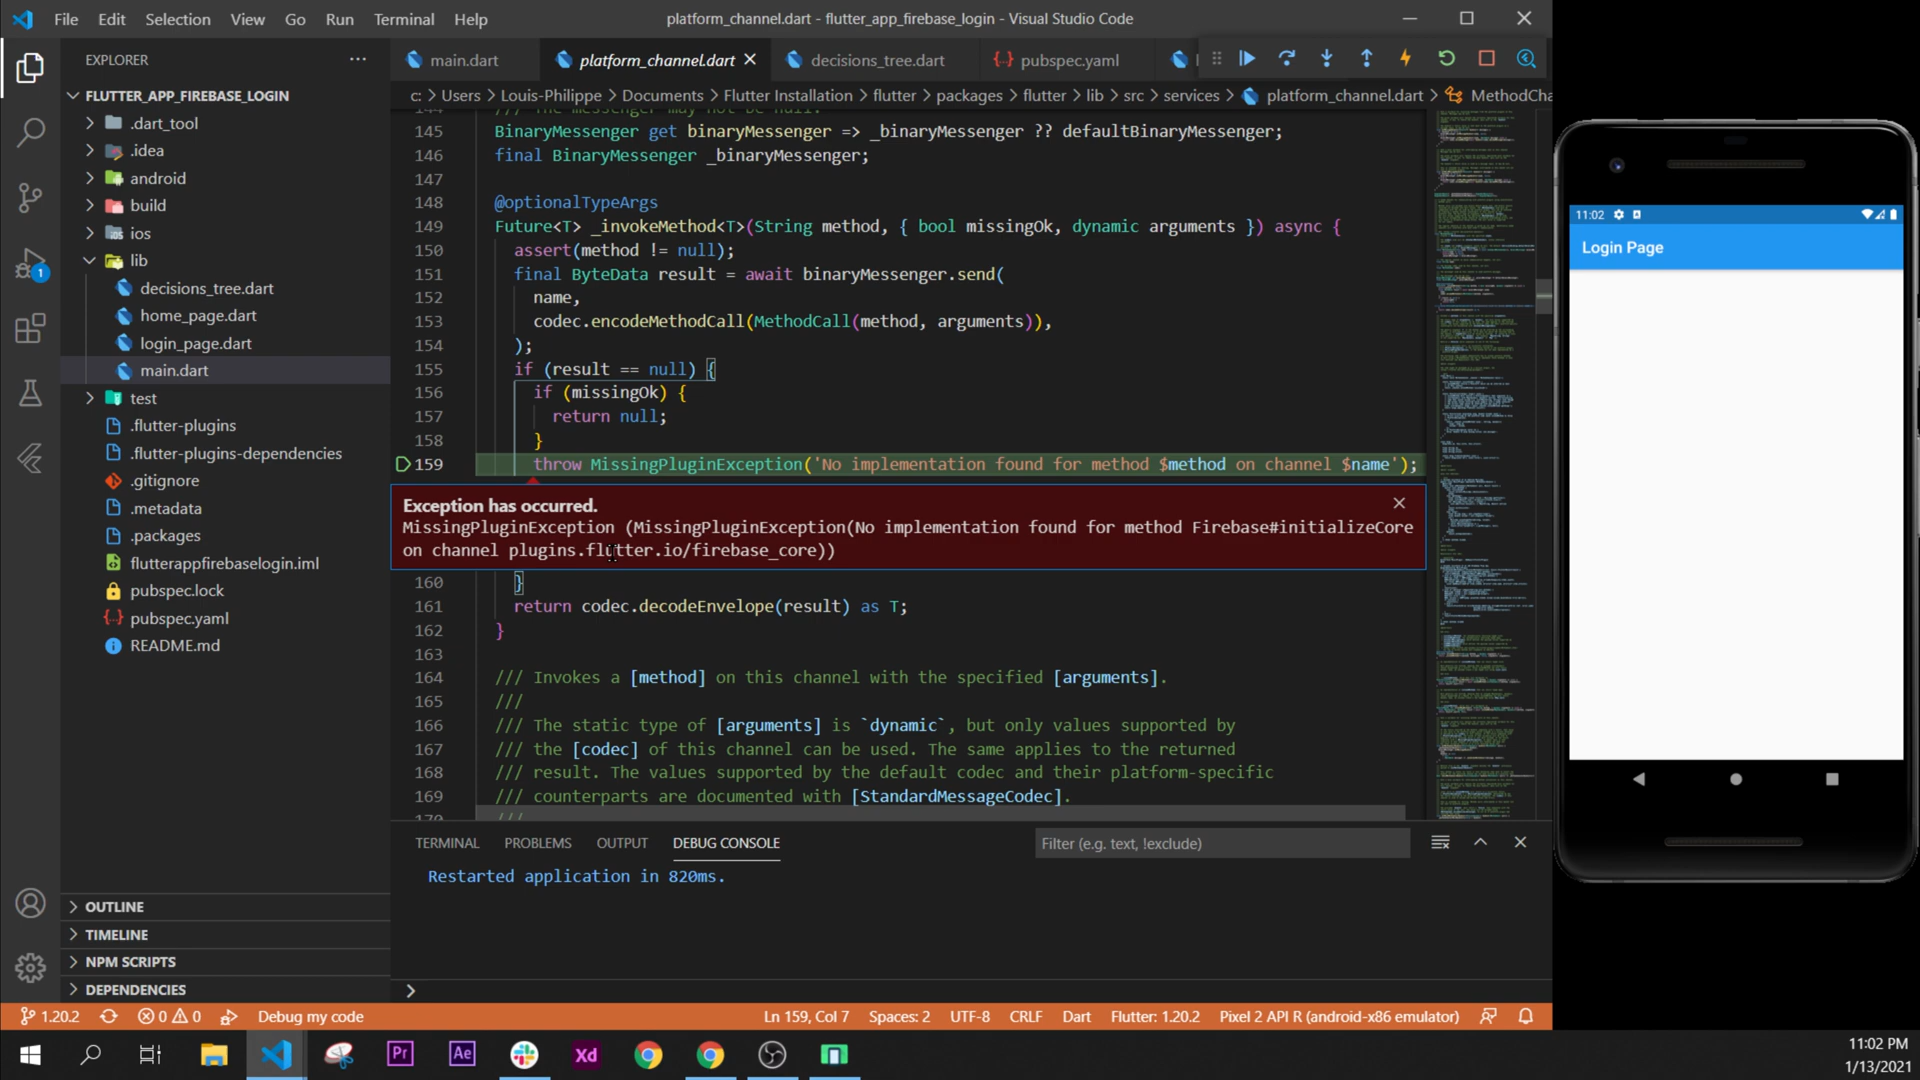 File Edit Selection View Go Run Terminal Help
platform_channel.dart - flutter_app_firebase_login - Visual Studio Code
EXPLORER
FLUTTER_APP_FIREBASE_LOGIN
.dart_tool
.idea
android
build
ios
lib
decisions_tree.dart
home_page.dart
login_page.dart
main.dart
test
.flutter-plugins
.flutter-plugins-dependencies
.gitignore
.metadata
.packages
flutterappfirebaselogin.iml
pubspec.lock
pubspec.yaml
README.md
OUTLINE
TIMELINE
NPM SCRIPTS
DEPENDENCIES
1
main.dart platform_channel.dart decisions_tree.dart pubspec.yaml
c: > Users > Louis-Philippe > Documents > Flutter Installation > flutter > packages > flutter > lib > src > services > platform_channel.dart > MethodCha
144 /// The messenger may not be null.
145 BinaryMessenger get binaryMessenger => _binaryMessenger ?? defaultBinaryMessenger;
146 final BinaryMessenger _binaryMessenger;
147
148 @optionalTypeArgs
149 Future<T> _invokeMethod<T>(String method, { bool missingOk, dynamic arguments }) async {
150 assert(method != null);
151 final ByteData result = await binaryMessenger.send(
152 name,
153 codec.encodeMethodCall(MethodCall(method, arguments)),
154 );
155 if (result == null) {
156 if (missingOk) {
157 return null;
158 }
159 throw MissingPluginException('No implementation found for method $method on channel $name');
Exception has occurred.
MissingPluginException (MissingPluginException(No implementation found for method Firebase#initializeCore
on channel plugins.flutter.io/firebase_core))
160 }
161 return codec.decodeEnvelope(result) as T;
162 }
163
164 /// Invokes a [method] on this channel with the specified [arguments].
165 ///
166 /// The static type of [arguments] is `dynamic`, but only values supported by
167 /// the [codec] of this channel can be used. The same applies to the returned
168 /// result. The values supported by the default codec and their platform-specific
169 /// counterparts are documented with [StandardMessageCodec].
170 ///
TERMINAL PROBLEMS OUTPUT DEBUG CONSOLE
Filter (e.g. text, !exclude)
Restarted application in 820ms.
>
1.20.2 0 0 Debug my code
Ln 159, Col 7 Spaces: 2 UTF-8 CRLF Dart Flutter: 1.20.2 Pixel 2 API R (android-x86 emulator)
Pr Ae Xd
11:02 PM
1/13/2021
11:02
Login Page